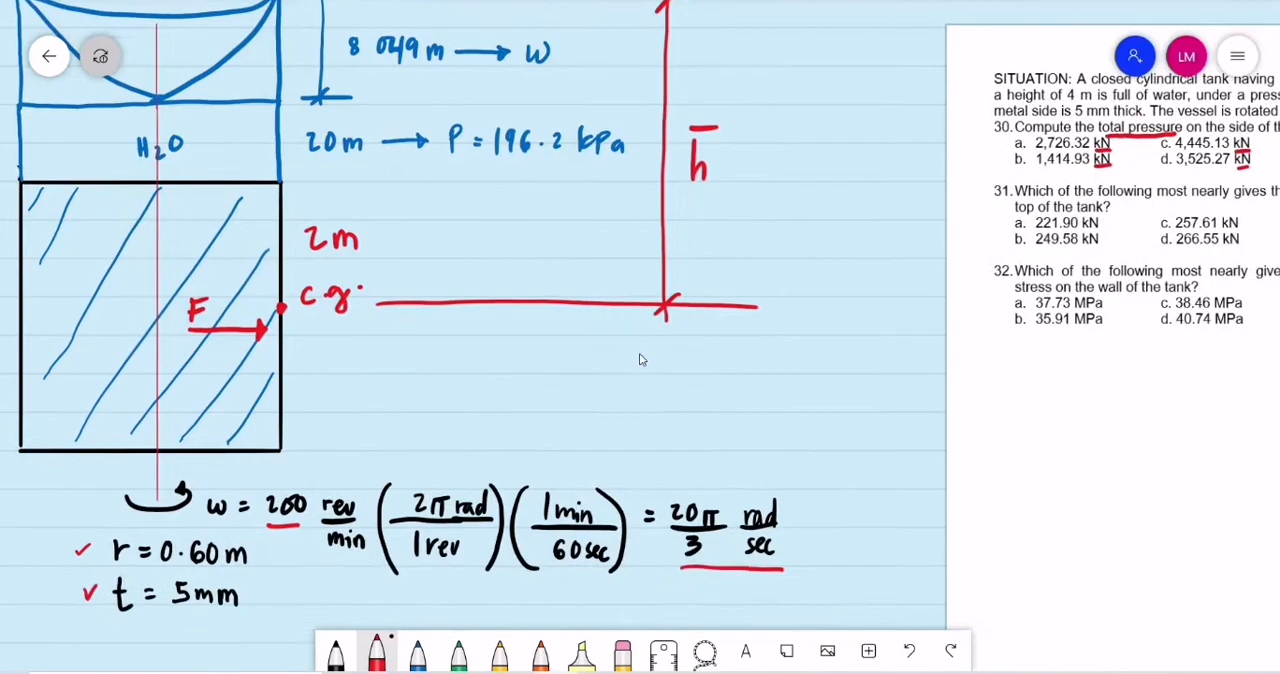 8.049m → W
H₂O
20m → P = 196.2 kPa
h̅
2m
c.g.
F
ω = 200 rev/min (2π rad/1 rev) (1 min/60 sec) = 20π/3 rad/sec
✓ r = 0.60m
✓ t = 5mm
LM
SITUATION: A closed cylindrical tank having
a height of 4 m is full of water, under a pres
metal side is 5 mm thick. The vessel is rotated
30. Compute the total pressure on the side of th
a. 2,726.32 kN c. 4,445.13 kN
b. 1,414.93 kN d. 3,525.27 kN
31. Which of the following most nearly gives th
top of the tank?
a. 221.90 kN c. 257.61 kN
b. 249.58 kN d. 266.55 kN
32. Which of the following most nearly give
stress on the wall of the tank?
a. 37.73 MPa c. 38.46 MPa
b. 35.91 MPa d. 40.74 MPa
A